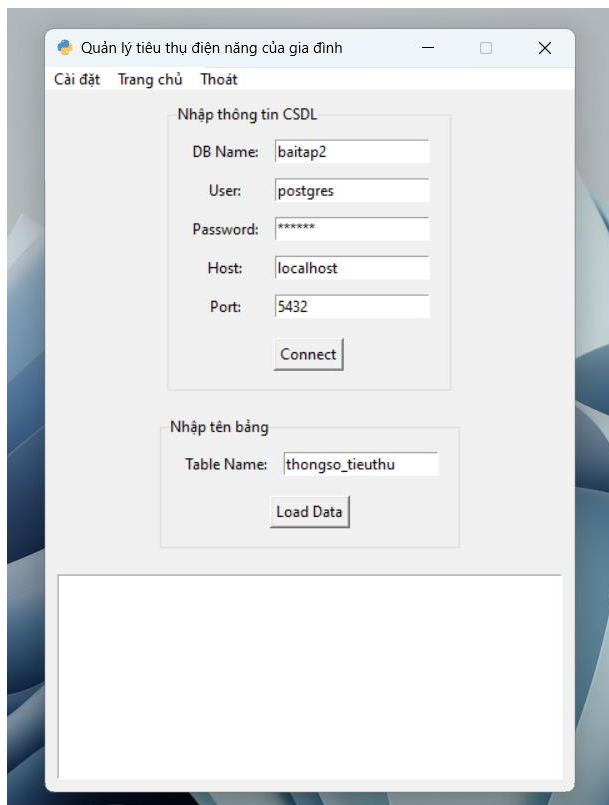 Quản lý tiêu thụ điện năng của gia đình
Cài đặt Trang chủ Thoát
Nhập thông tin CSDL
DB Name: baitap2
User: postgres
Password: ******
Host: localhost
Port: 5432
Connect
Nhập tên bảng
Table Name: thongso_tieuthu
Load Data